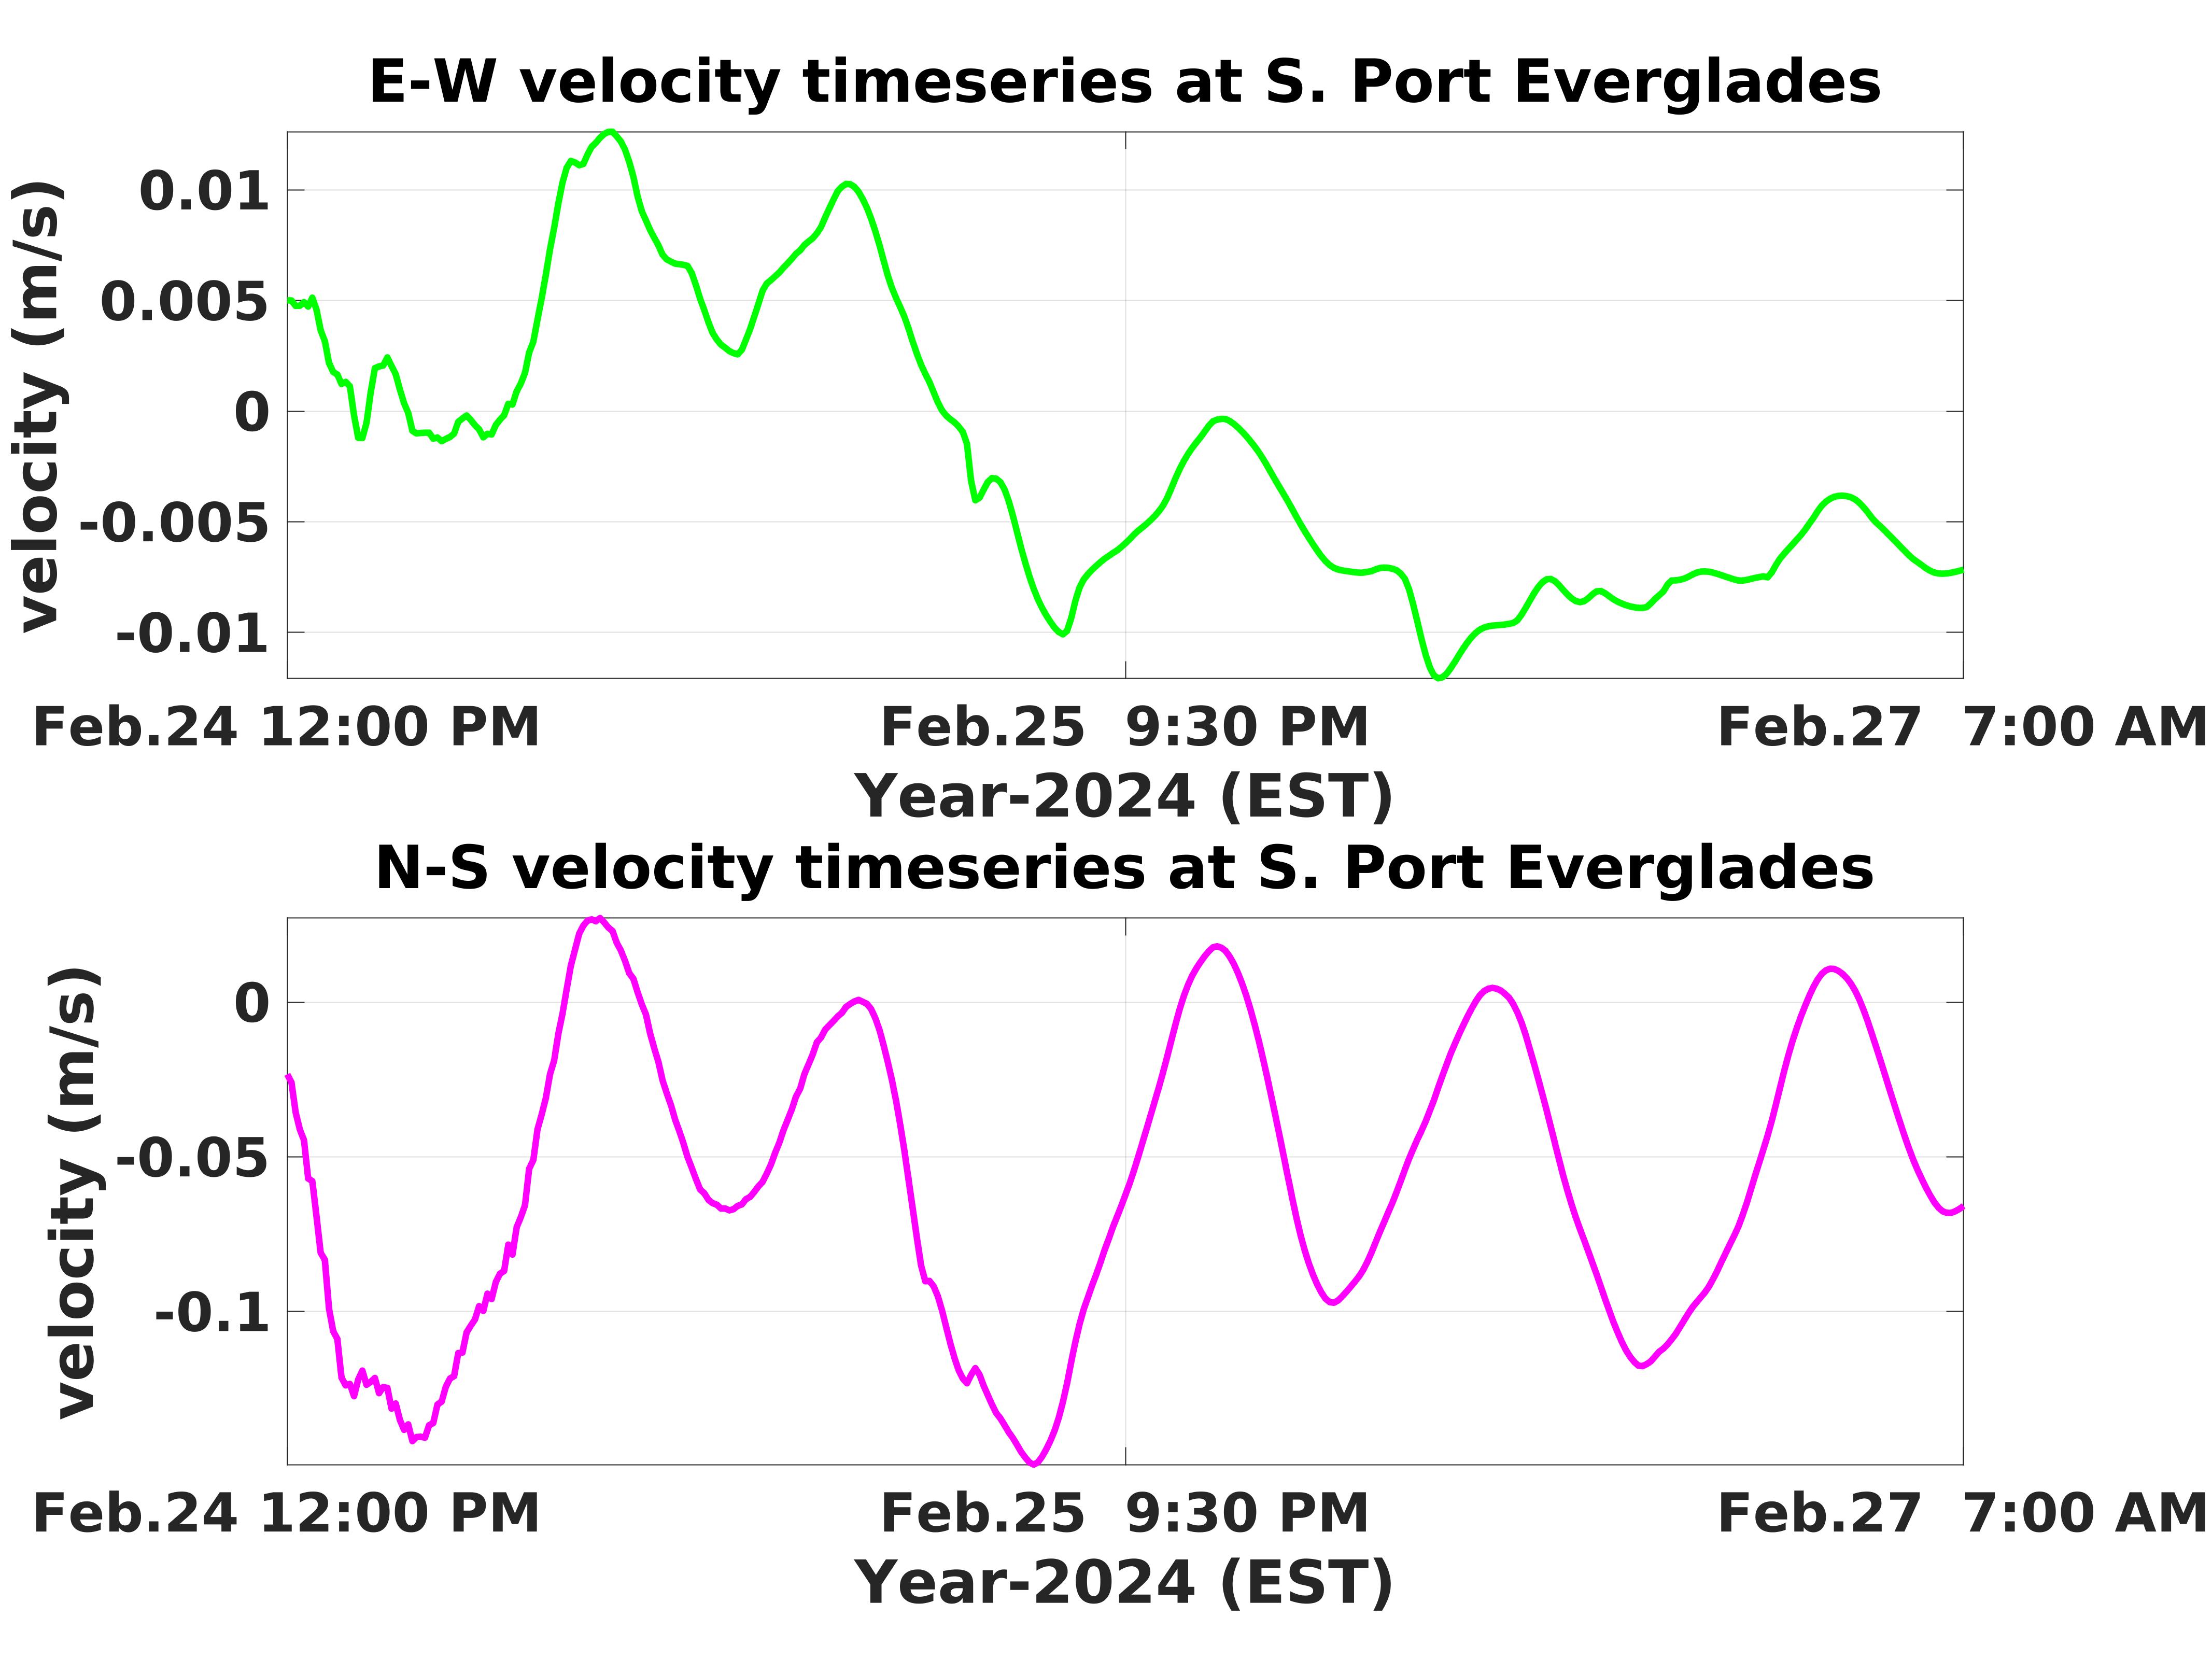 E-W velocity timeseries at S. Port Everglades
velocity (m/s)
0.01
0.005
0
-0.005
-0.01
Feb.24 12:00 PM Feb.25 9:30 PM Feb.27 7:00 AM
Year-2024 (EST)
N-S velocity timeseries at S. Port Everglades
velocity (m/s)
0
-0.05
-0.1
Feb.24 12:00 PM Feb.25 9:30 PM Feb.27 7:00 AM
Year-2024 (EST)